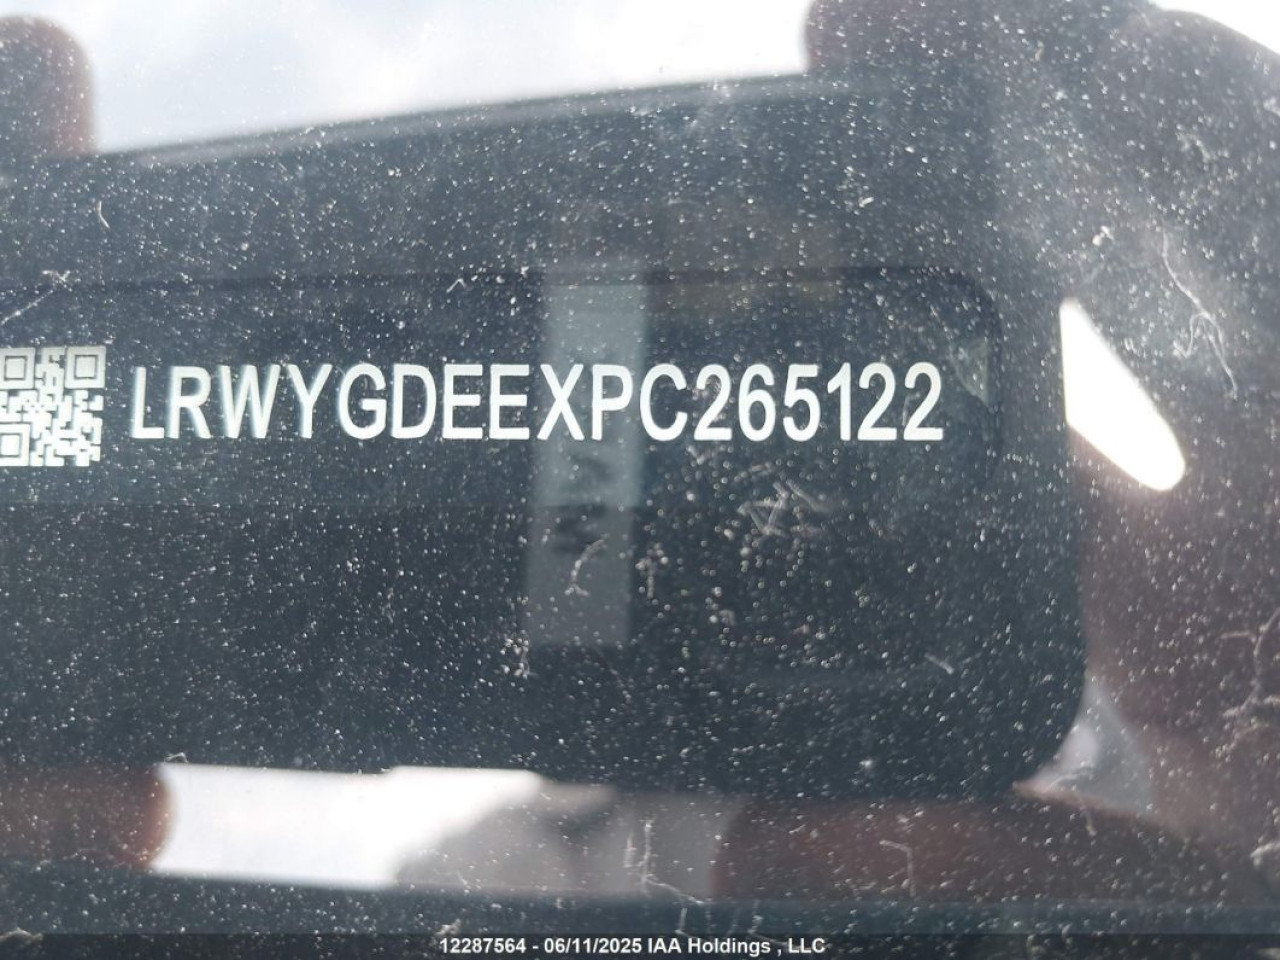 LRWYGDEEXPC265122
12287564 - 06/11/2025 IAA Holdings , LLC